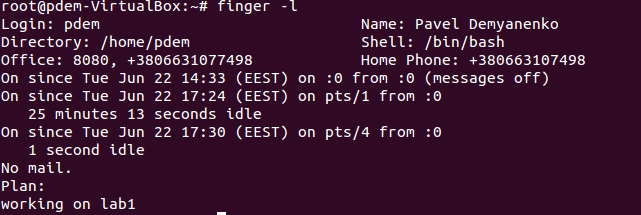 root@pdem-VirtualBox:~# finger -l
Login: pdem Name: Pavel Demyanenko
Directory: /home/pdem Shell: /bin/bash
Office: 8080, +3806631077498 Home Phone: +380663107498
On since Tue Jun 22 14:33 (EEST) on :0 from :0 (messages off)
On since Tue Jun 22 17:24 (EEST) on pts/1 from :0
25 minutes 13 seconds idle
On since Tue Jun 22 17:30 (EEST) on pts/4 from :0
1 second idle
No mail.
Plan:
working on lab1